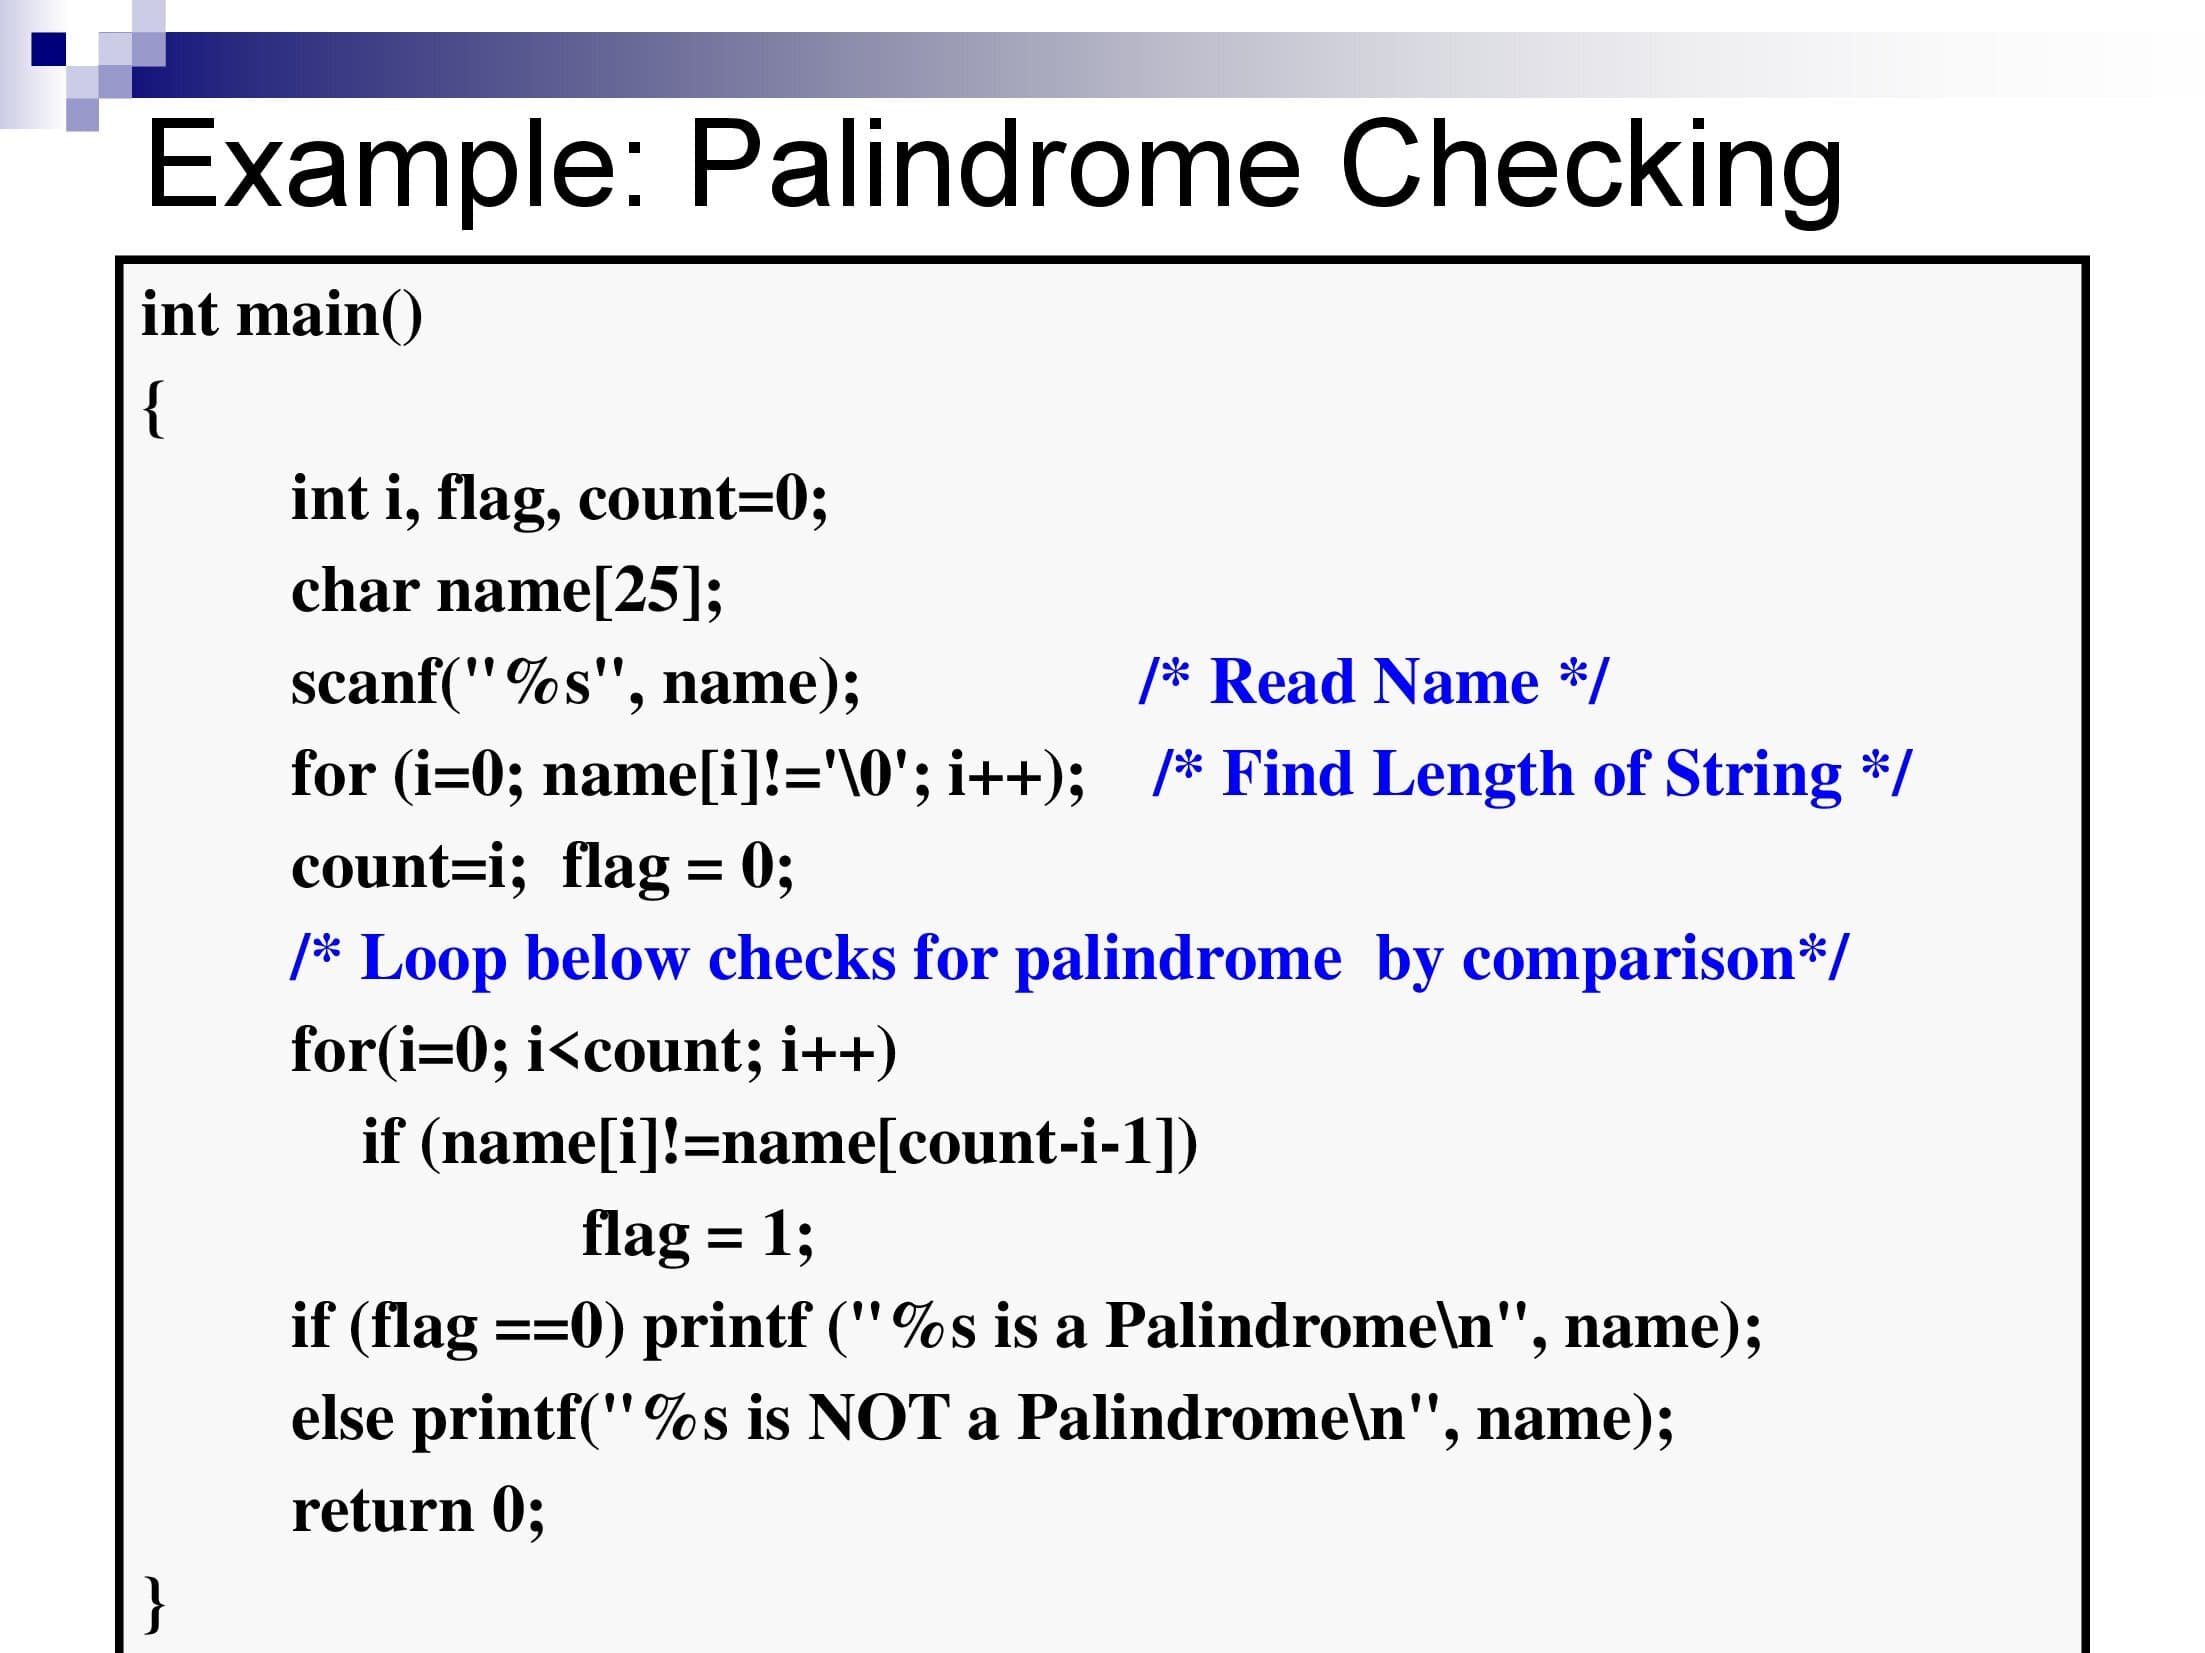 Example: Palindrome Checking
int main()
{
int i, flag, count=0;
char name[25];
scanf("%s", name); /* Read Name */
for (i=0; name[i]!='\0'; i++); /* Find Length of String */
count=i; flag = 0;
/* Loop below checks for palindrome by comparison*/
for(i=0; i<count; i++)
if (name[i]!=name[count-i-1])
flag = 1;
if (flag ==0) printf ("%s is a Palindrome\n", name);
else printf("%s is NOT a Palindrome\n", name);
return 0;
}